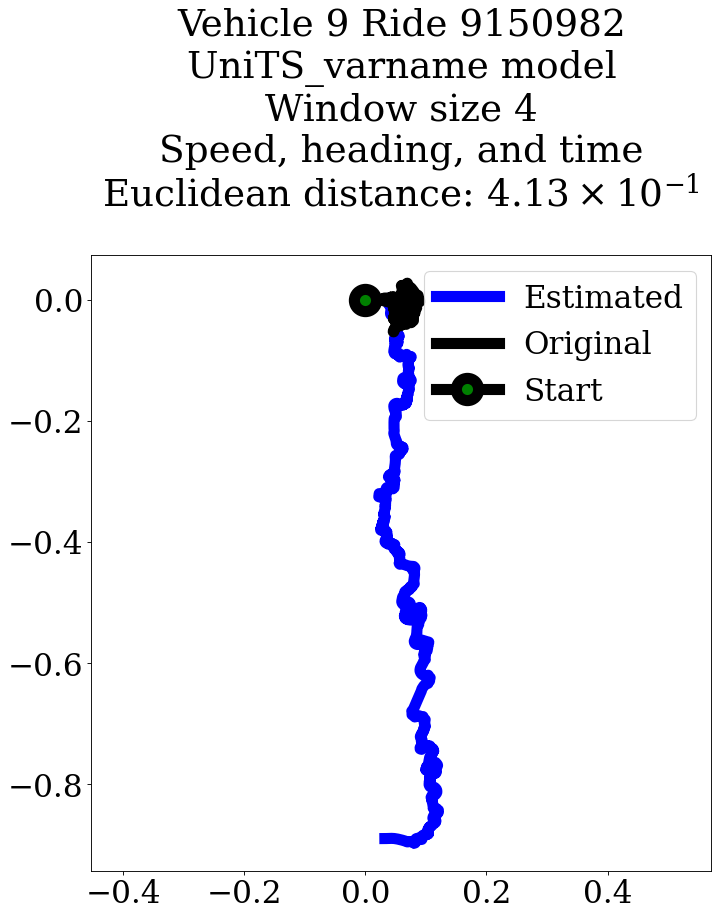 Vehicle 9 Ride 9150982
UniTS_varname model
Window size 4
Speed, heading, and time
Euclidean distance: 4.13 × 10⁻¹
Estimated
Original
Start
0.0
−0.2
−0.4
−0.6
−0.8
−0.4 −0.2 0.0 0.2 0.4